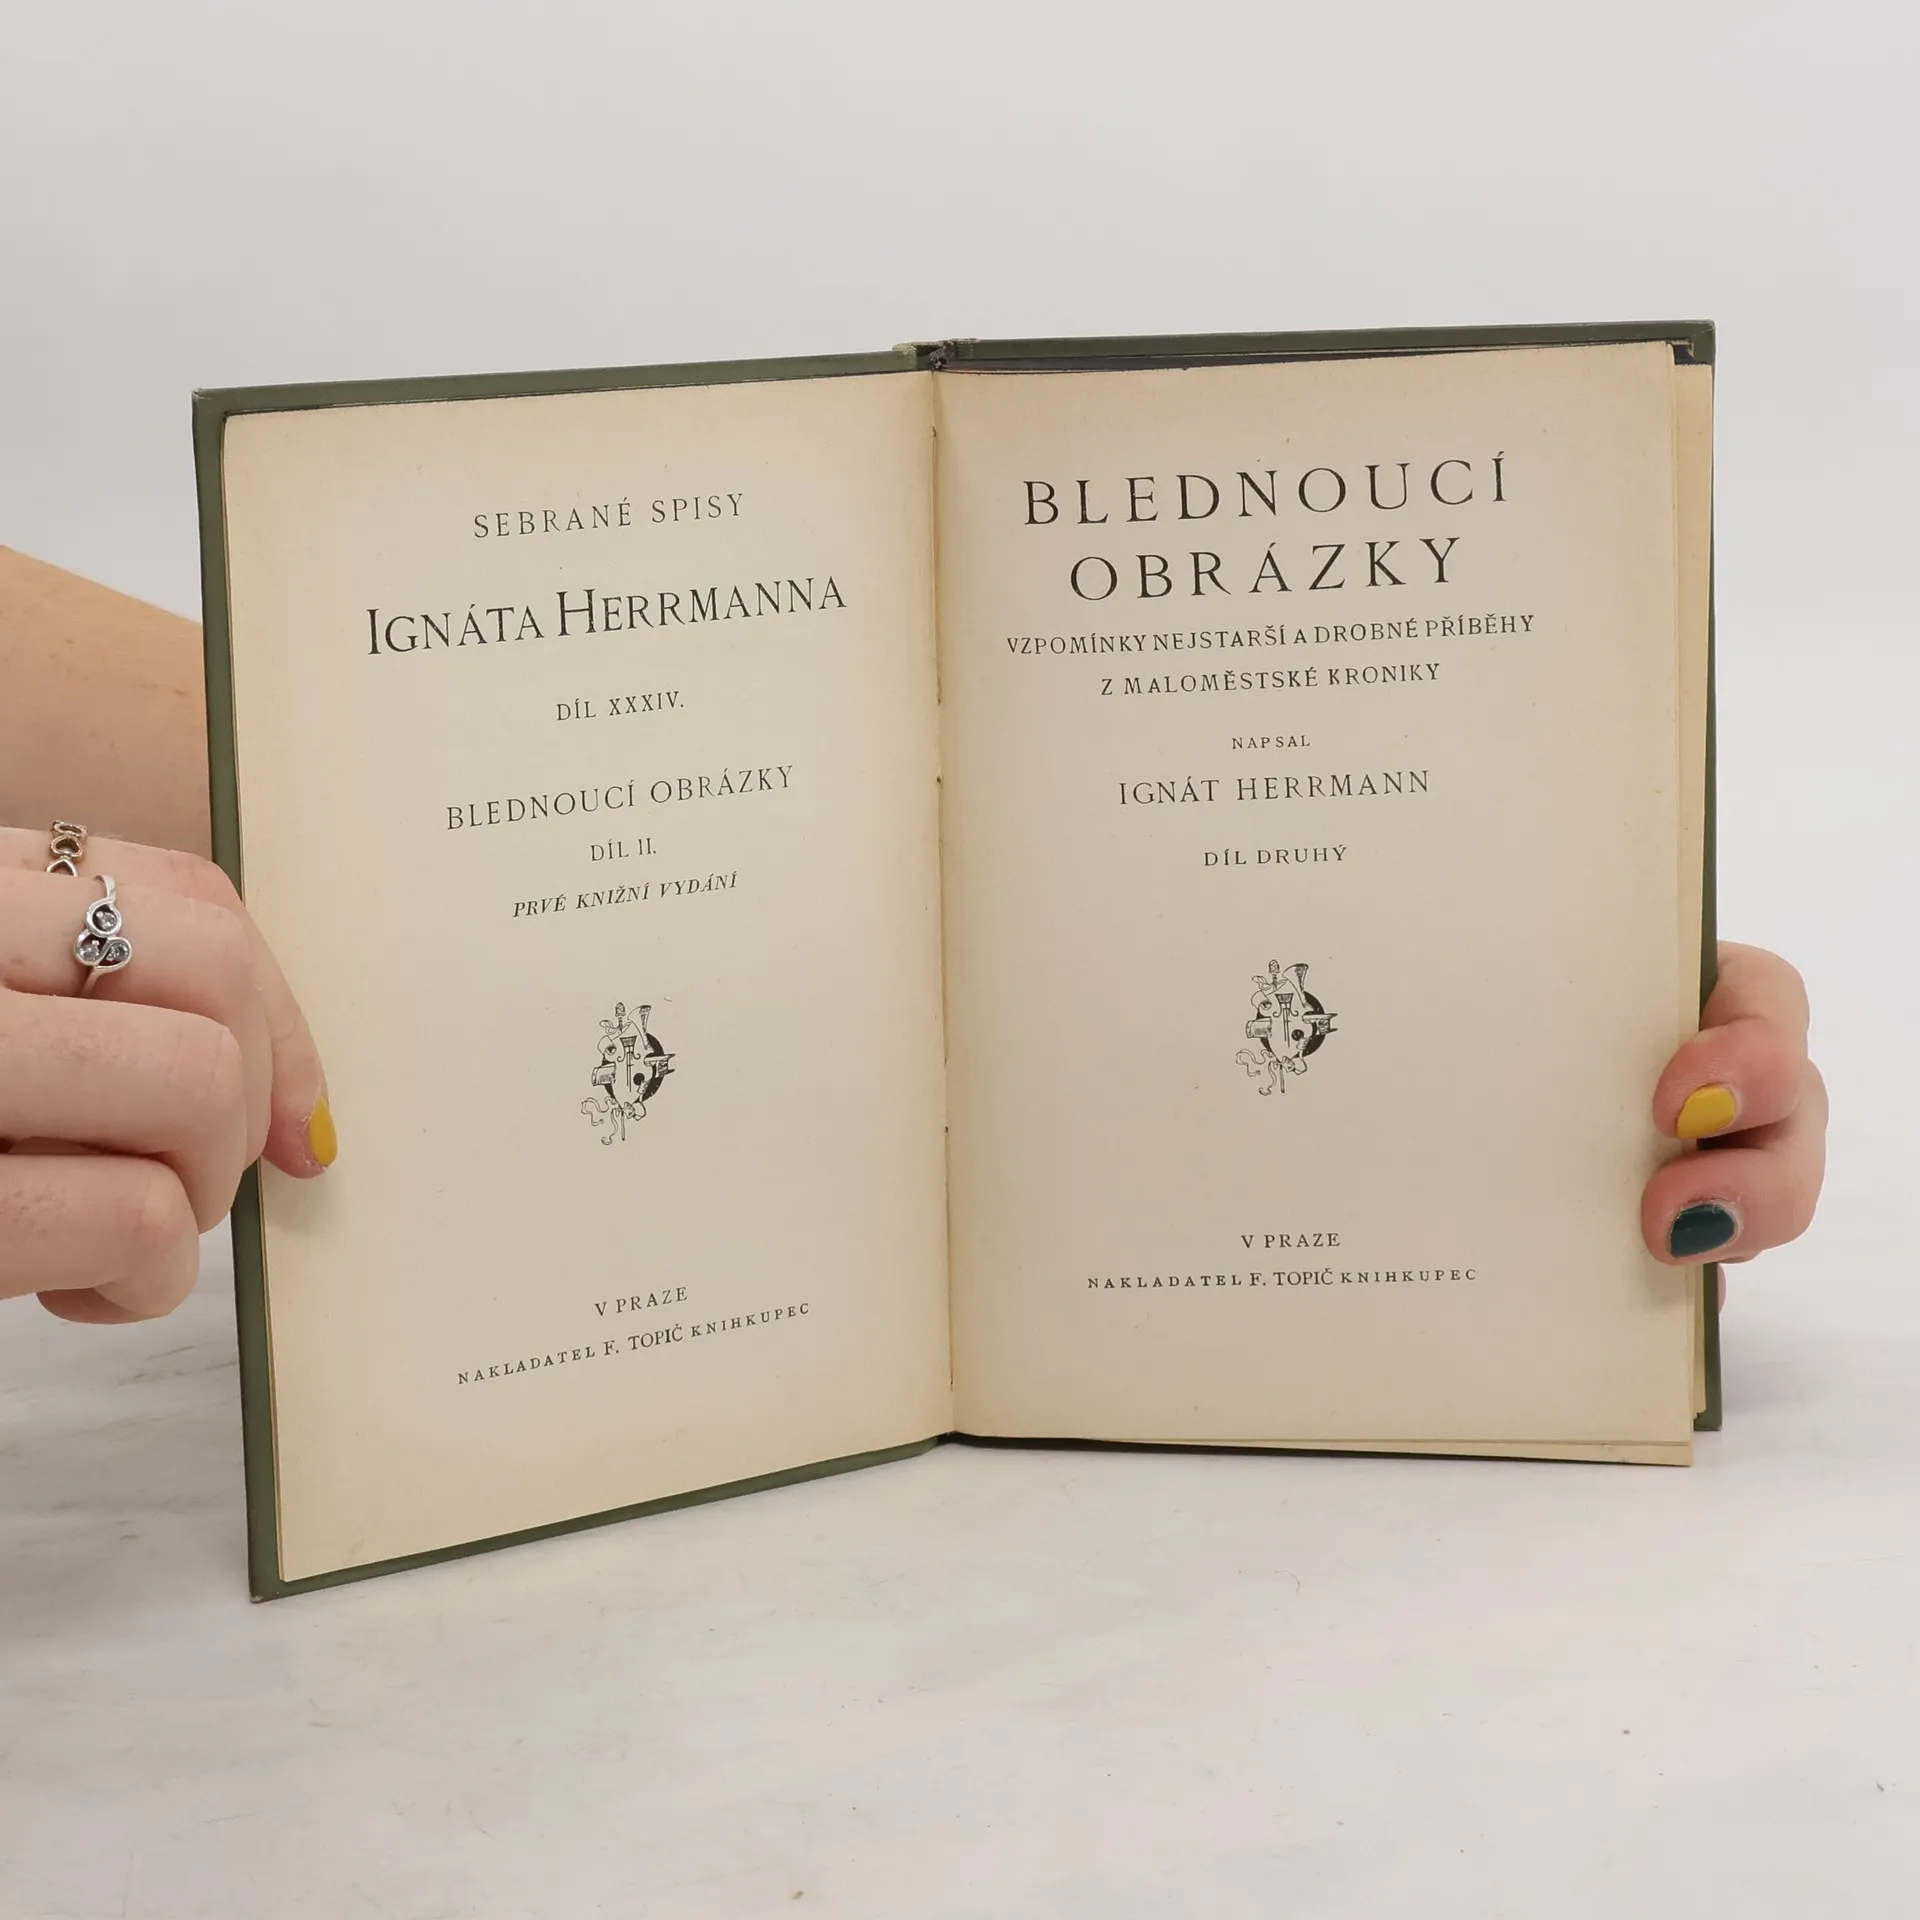 SEBRANÉ SPISY
IGNÁTA HERRMANNA
DÍL XXXIV.
BLEDNOUCÍ OBRÁZKY
DÍL II.
PRVÉ KNIŽNÍ VYDÁNÍ
V PRAZE
NAKLADATEL F. TOPIČ KNIHKUPEC
BLEDNOUCÍ
OBRÁZKY
VZPOMÍNKY NEJSTARŠÍ A DROBNÉ PŘÍBĚHY
Z MALOMĚSTSKÉ KRONIKY
NAPSAL
IGNÁT HERRMANN
DÍL DRUHÝ
V PRAZE
NAKLADATEL F. TOPIČ KNIHKUPEC